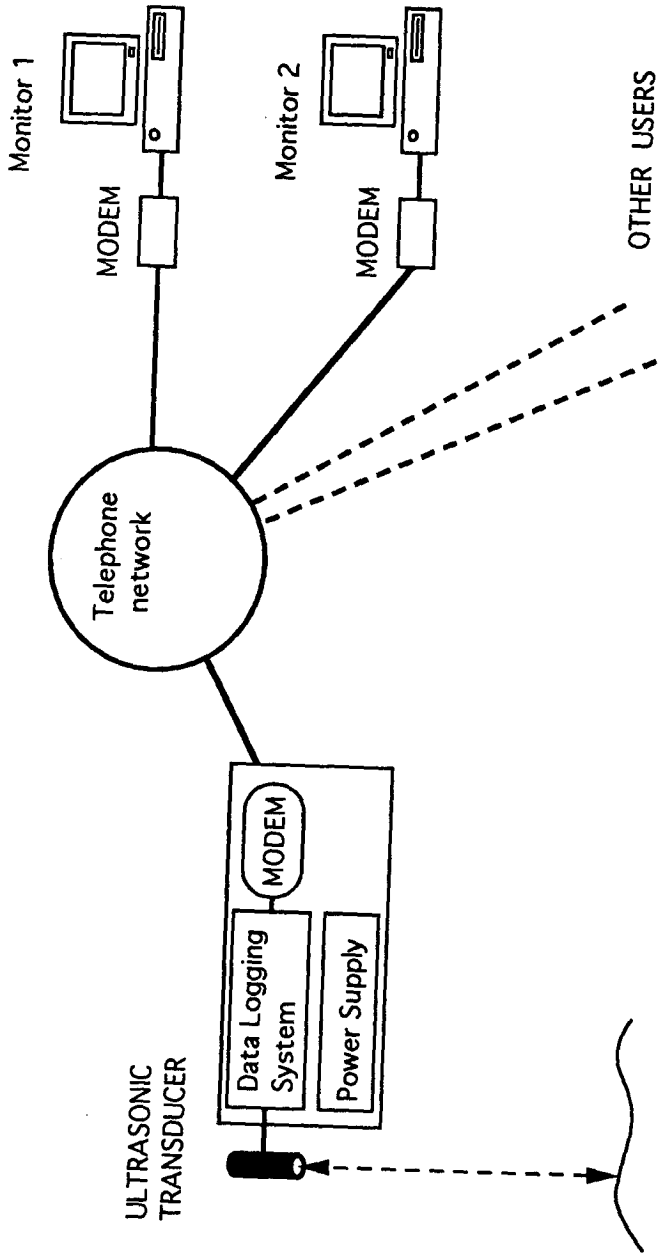 ULTRASONIC
TRANSDUCER
Data Logging
System
MODEM
Power Supply
Telephone
network
MODEM
Monitor 1
MODEM
Monitor 2
OTHER USERS